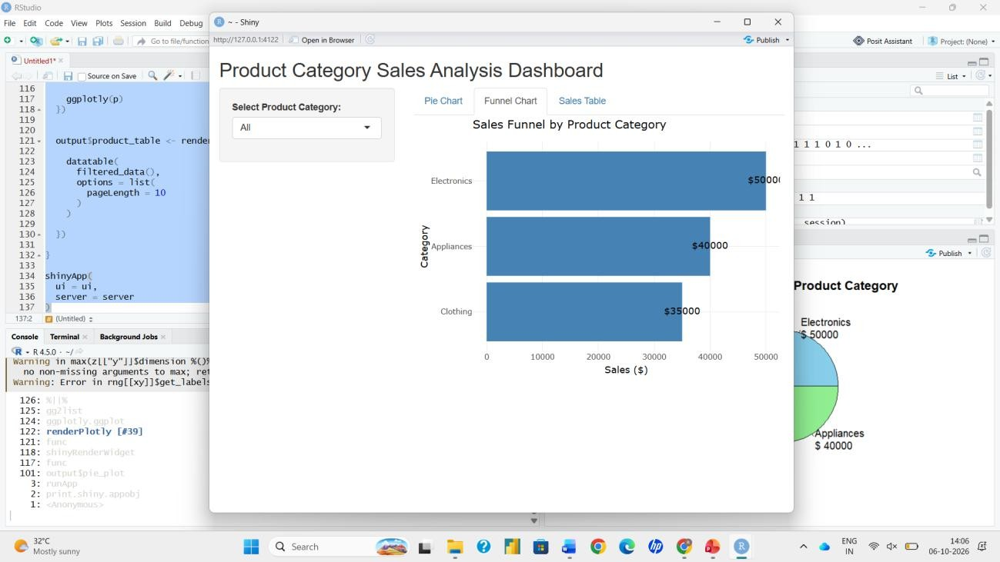 RStudio
File Edit Code View Plots Session Build Debug
Go to file/function
Posit Assistant
Project: (None)
Untitled1*
Source on Save
116
117 ggplotly(p)
118 })
119
120
121 output$product_table <- render
122
123 datatable(
124 filtered_data(),
125 options = list(
126 pageLength = 10
127 )
128 )
129
130 })
131
132 }
133
134 shinyApp(
135 ui = ui,
136 server = server
137 )
137:2 (Untitled)
Console Terminal Background Jobs
R 4.5.0 · ~/
Warning in max(z[["y"]]$dimension %()%
no non-missing arguments to max; ret
Warning: Error in rng[[xy]]$get_labels
126: %||%
125: gg2list
124: ggplotly.ggplot
122: renderPlotly [#39]
121: func
118: shinyRenderWidget
117: func
101: output$pie_plot
3: runApp
2: print.shiny.appobj
1: <Anonymous>
~ - Shiny
http://127.0.0.1:4122 Open in Browser Publish
Product Category Sales Analysis Dashboard
Select Product Category:
All
Pie Chart Funnel Chart Sales Table
Sales Funnel by Product Category
Category
Electronics
$5000
Appliances
$40000
Clothing
$35000
0 10000 20000 30000 40000 50000
Sales ($)
List
1 1 1 0 1 0 ...
1 1
session)
Publish
Product Category
Electronics
$ 50000
Appliances
$ 40000
32°C
Mostly sunny
Search
ENG
IN
14:06
06-10-2026